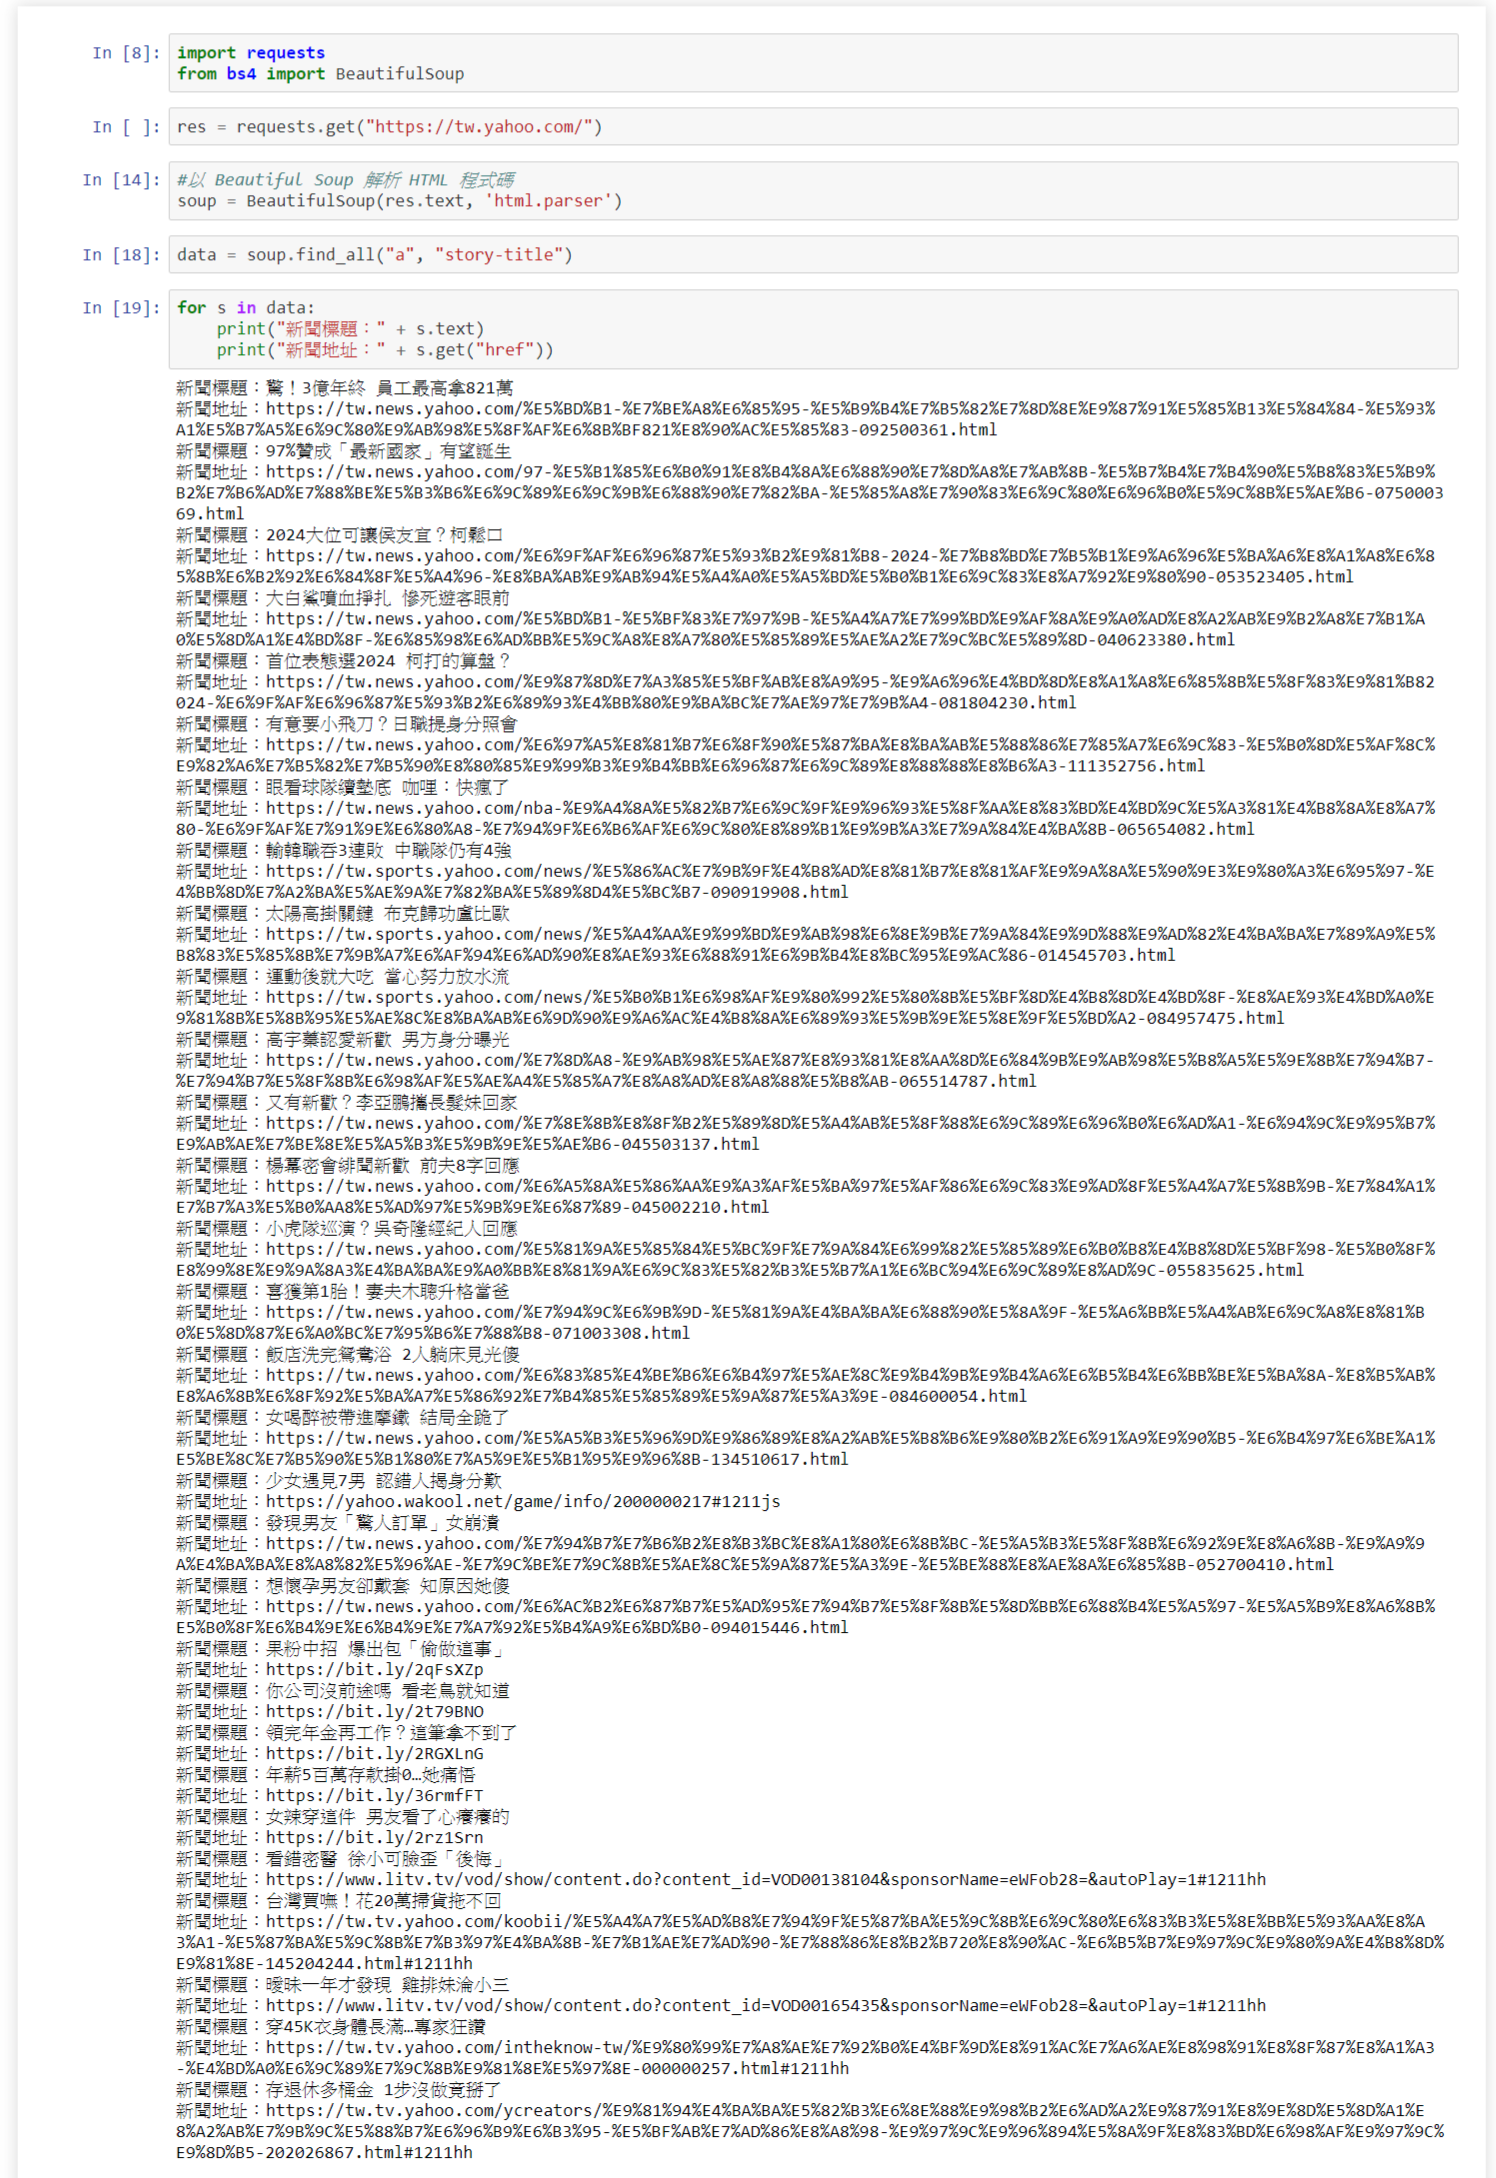 In [8]: import requests
from bs4 import BeautifulSoup
In [ ]: res = requests.get("https://tw.yahoo.com/")
In [14]: #以 Beautiful Soup 解析 HTML 程式碼
soup = BeautifulSoup(res.text, 'html.parser')
In [18]: data = soup.find_all("a", "story-title")
In [19]: for s in data:
print("新聞標題：" + s.text)
print("新聞地址：" + s.get("href"))
新聞標題：驚！3億年終 員工最高拿821萬
新聞地址：https://tw.news.yahoo.com/%E5%BD%B1-%E7%BE%A8%E6%85%95-%E5%B9%B4%E7%B5%82%E7%8D%8E%E9%87%91%E5%85%B13%E5%84%84-%E5%93%
A1%E5%B7%A5%E6%9C%80%E9%AB%98%E5%8F%AF%E6%8B%BF821%E8%90%AC%E5%85%83-092500361.html
新聞標題：97%贊成「最新國家」有望誕生
新聞地址：https://tw.news.yahoo.com/97-%E5%B1%85%E6%B0%91%E8%B4%8A%E6%88%90%E7%8D%A8%E7%AB%8B-%E5%B7%B4%E7%B4%90%E5%B8%83%E5%B9%
B2%E7%B6%AD%E7%88%BE%E5%B3%B6%E6%9C%89%E6%9C%9B%E6%88%90%E7%82%BA-%E5%85%A8%E7%90%83%E6%9C%80%E6%96%B0%E5%9C%8B%E5%AE%B6-0750003
69.html
新聞標題：2024大位可讓侯友宜？柯鬆口
新聞地址：https://tw.news.yahoo.com/%E6%9F%AF%E6%96%87%E5%93%B2%E9%81%B8-2024-%E7%B8%BD%E7%B5%B1%E9%A6%96%E5%BA%A6%E8%A1%A8%E6%8
5%8B%E6%B2%92%E6%84%8F%E5%A4%96-%E8%BA%AB%E9%AB%94%E5%A4%A0%E5%A5%BD%E5%B0%B1%E6%9C%83%E8%A7%92%E9%80%90-053523405.html
新聞標題：大白鯊噴血掙扎 慘死遊客眼前
新聞地址：https://tw.news.yahoo.com/%E5%BD%B1-%E5%BF%83%E7%97%9B-%E5%A4%A7%E7%99%BD%E9%AF%8A%E9%A0%AD%E8%A2%AB%E9%B2%A8%E7%B1%A
0%E5%8D%A1%E4%BD%8F-%E6%85%98%E6%AD%BB%E5%9C%A8%E8%A7%80%E5%85%89%E5%AE%A2%E7%9C%BC%E5%89%8D-040623380.html
新聞標題：首位表態選2024 柯打的算盤？
新聞地址：https://tw.news.yahoo.com/%E9%87%8D%E7%A3%85%E5%BF%AB%E8%A9%95-%E9%A6%96%E4%BD%8D%E8%A1%A8%E6%85%8B%E5%8F%83%E9%81%B82
024-%E6%9F%AF%E6%96%87%E5%93%B2%E6%89%93%E4%BB%80%E9%BA%BC%E7%AE%97%E7%9B%A4-081804230.html
新聞標題：有意要小飛刀？日職提身分照會
新聞地址：https://tw.news.yahoo.com/%E6%97%A5%E8%81%B7%E6%8F%90%E5%87%BA%E8%BA%AB%E5%88%86%E7%85%A7%E6%9C%83-%E5%B0%8D%E5%AF%8C%
E9%82%A6%E7%B5%82%E7%B5%90%E8%80%85%E9%99%B3%E9%B4%BB%E6%96%87%E6%9C%89%E8%88%88%E8%B6%A3-111352756.html
新聞標題：眼看球隊續墊底 咖哩：快瘋了
新聞地址：https://tw.news.yahoo.com/nba-%E9%A4%8A%E5%82%B7%E6%9C%9F%E9%96%93%E5%8F%AA%E8%83%BD%E4%BD%9C%E5%A3%81%E4%B8%8A%E8%A7%
80-%E6%9F%AF%E7%91%9E%E6%80%A8-%E7%94%9F%E6%B6%AF%E6%9C%80%E8%89%B1%E9%9B%A3%E7%9A%84%E4%BA%8B-065654082.html
新聞標題：輸韓職吞3連敗 中職隊仍有4強
新聞地址：https://tw.sports.yahoo.com/news/%E5%86%AC%E7%9B%9F%E4%B8%AD%E8%81%B7%E8%81%AF%E9%9A%8A%E5%90%9E3%E9%80%A3%E6%95%97-%E
4%BB%8D%E7%A2%BA%E5%AE%9A%E7%82%BA%E5%89%8D4%E5%BC%B7-090919908.html
新聞標題：太陽高掛關鍵 布克歸功盧比歐
新聞地址：https://tw.sports.yahoo.com/news/%E5%A4%AA%E9%99%BD%E9%AB%98%E6%8E%9B%E7%9A%84%E9%9D%88%E9%AD%82%E4%BA%BA%E7%89%A9%E5%
B8%83%E5%85%8B%E7%9B%A7%E6%AF%94%E6%AD%90%E8%AE%93%E6%88%91%E6%9B%B4%E8%BC%95%E9%AC%86-014545703.html
新聞標題：運動後就大吃 當心努力放水流
新聞地址：https://tw.sports.yahoo.com/news/%E5%B0%B1%E6%98%AF%E9%80%992%E5%80%8B%E5%BF%8D%E4%B8%8D%E4%BD%8F-%E8%AE%93%E4%BD%A0%E
9%81%8B%E5%8B%95%E5%AE%8C%E8%BA%AB%E6%9D%90%E9%A6%AC%E4%B8%8A%E6%89%93%E5%9B%9E%E5%8E%9F%E5%BD%A2-084957475.html
新聞標題：高宇蓁認愛新歡 男方身分曝光
新聞地址：https://tw.news.yahoo.com/%E7%8D%A8-%E9%AB%98%E5%AE%87%E8%93%81%E8%AA%8D%E6%84%9B%E9%AB%98%E5%B8%A5%E5%9E%8B%E7%94%B7-
%E7%94%B7%E5%8F%8B%E6%98%AF%E5%AE%A4%E5%85%A7%E8%A8%AD%E8%A8%88%E5%B8%AB-065514787.html
新聞標題：又有新歡？李亞鵬攜長髮妹回家
新聞地址：https://tw.news.yahoo.com/%E7%8E%8B%E8%8F%B2%E5%89%8D%E5%A4%AB%E5%8F%88%E6%9C%89%E6%96%B0%E6%AD%A1-%E6%94%9C%E9%95%B7%
E9%AB%AE%E7%BE%8E%E5%A5%B3%E5%9B%9E%E5%AE%B6-045503137.html
新聞標題：楊冪密會緋聞新歡 前夫8字回應
新聞地址：https://tw.news.yahoo.com/%E6%A5%8A%E5%86%AA%E9%A3%AF%E5%BA%97%E5%AF%86%E6%9C%83%E9%AD%8F%E5%A4%A7%E5%8B%9B-%E7%84%A1%
E7%B7%A3%E5%B0%AA8%E5%AD%97%E5%9B%9E%E6%87%89-045002210.html
新聞標題：小虎隊巡演？吳奇隆經紀人回應
新聞地址：https://tw.news.yahoo.com/%E5%81%9A%E5%85%84%E5%BC%9F%E7%9A%84%E6%99%82%E5%85%89%E6%B0%B8%E4%B8%8D%E5%BF%98-%E5%B0%8F%
E8%99%8E%E9%9A%8A3%E4%BA%BA%E9%A0%BB%E8%81%9A%E6%9C%83%E5%82%B3%E5%B7%A1%E6%BC%94%E6%9C%89%E8%AD%9C-055835625.html
新聞標題：喜獲第1胎！妻夫木聰升格當爸
新聞地址：https://tw.news.yahoo.com/%E7%94%9C%E6%9B%9D-%E5%81%9A%E4%BA%BA%E6%88%90%E5%8A%9F-%E5%A6%BB%E5%A4%AB%E6%9C%A8%E8%81%B
0%E5%8D%87%E6%A0%BC%E7%95%B6%E7%88%B8-071003308.html
新聞標題：飯店洗完鴛鴦浴 2人躺床見光傻
新聞地址：https://tw.news.yahoo.com/%E6%83%85%E4%BE%B6%E6%B4%97%E5%AE%8C%E9%B4%9B%E9%B4%A6%E6%B5%B4%E6%BB%BE%E5%BA%8A-%E8%B5%AB%
E8%A6%8B%E6%8F%92%E5%BA%A7%E5%86%92%E7%B4%85%E5%85%89%E5%9A%87%E5%A3%9E-084600054.html
新聞標題：女喝醉被帶進摩鐵 結局全跪了
新聞地址：https://tw.news.yahoo.com/%E5%A5%B3%E5%96%9D%E9%86%89%E8%A2%AB%E5%B8%B6%E9%80%B2%E6%91%A9%E9%90%B5-%E6%B4%97%E6%BE%A1%
E5%BE%8C%E7%B5%90%E5%B1%80%E7%A5%9E%E5%B1%95%E9%96%8B-134510617.html
新聞標題：少女遇見7男 認錯人揭身分歎
新聞地址：https://yahoo.wakool.net/game/info/2000000217#1211js
新聞標題：發現男友「驚人訂單」女崩潰
新聞地址：https://tw.news.yahoo.com/%E7%94%B7%E7%B6%B2%E8%B3%BC%E8%A1%80%E6%8B%BC-%E5%A5%B3%E5%8F%8B%E6%92%9E%E8%A6%8B-%E9%A9%9
A%E4%BA%BA%E8%A8%82%E5%96%AE-%E7%9C%BE%E7%9C%8B%E5%AE%8C%E5%9A%87%E5%A3%9E-%E5%BE%88%E8%AE%8A%E6%85%8B-052700410.html
新聞標題：想懷孕男友卻戴套 知原因她傻
新聞地址：https://tw.news.yahoo.com/%E6%AC%B2%E6%87%B7%E5%AD%95%E7%94%B7%E5%8F%8B%E5%8D%BB%E6%88%B4%E5%A5%97-%E5%A5%B9%E8%A6%8B%
E5%B0%8F%E6%B4%9E%E6%B4%9E%E7%A7%92%E5%B4%A9%E6%BD%B0-094015446.html
新聞標題：果粉中招 爆出包「偷做這事」
新聞地址：https://bit.ly/2qFsXZp
新聞標題：你公司沒前途嗎 看老鳥就知道
新聞地址：https://bit.ly/2t79BNO
新聞標題：領完年金再工作？這筆拿不到了
新聞地址：https://bit.ly/2RGXLnG
新聞標題：年薪5百萬存款掛0…她痛悟
新聞地址：https://bit.ly/36rmfFT
新聞標題：女辣穿這件 男友看了心癢癢的
新聞地址：https://bit.ly/2rz1Srn
新聞標題：看錯密醫 徐小可臉歪「後悔」
新聞地址：https://www.litv.tv/vod/show/content.do?content_id=VOD00138104&sponsorName=eWFob28=&autoPlay=1#1211hh
新聞標題：台灣買嘸！花20萬掃貨拖不回
新聞地址：https://tw.tv.yahoo.com/koobii/%E5%A4%A7%E5%AD%B8%E7%94%9F%E5%87%BA%E5%9C%8B%E6%9C%80%E6%83%B3%E5%8E%BB%E5%93%AA%E8%A
3%A1-%E5%87%BA%E5%9C%8B%E7%B3%97%E4%BA%8B-%E7%B1%AE%E7%AD%90-%E7%88%86%E8%B2%B720%E8%90%AC-%E6%B5%B7%E9%97%9C%E9%80%9A%E4%B8%8D%
E9%81%8E-145204244.html#1211hh
新聞標題：曖昧一年才發現 雞排妹淪小三
新聞地址：https://www.litv.tv/vod/show/content.do?content_id=VOD00165435&sponsorName=eWFob28=&autoPlay=1#1211hh
新聞標題：穿45K衣身體長滿…專家狂讚
新聞地址：https://tw.tv.yahoo.com/intheknow-tw/%E9%80%99%E7%A8%AE%E7%92%B0%E4%BF%9D%E8%91%AC%E7%A6%AE%E8%98%91%E8%8F%87%E8%A1%A3
-%E4%BD%A0%E6%9C%89%E7%9C%8B%E9%81%8E%E5%97%8E-000000257.html#1211hh
新聞標題：存退休多桶金 1步沒做竟掰了
新聞地址：https://tw.tv.yahoo.com/ycreators/%E9%81%94%E4%BA%BA%E5%82%B3%E6%8E%88%E9%98%B2%E6%AD%A2%E9%87%91%E8%9E%8D%E5%8D%A1%E
8%A2%AB%E7%9B%9C%E5%88%B7%E6%96%B9%E6%B3%95-%E5%BF%AB%E7%AD%86%E8%A8%98-%E9%97%9C%E9%96%894%E5%8A%9F%E8%83%BD%E6%98%AF%E9%97%9C%
E9%8D%B5-202026867.html#1211hh